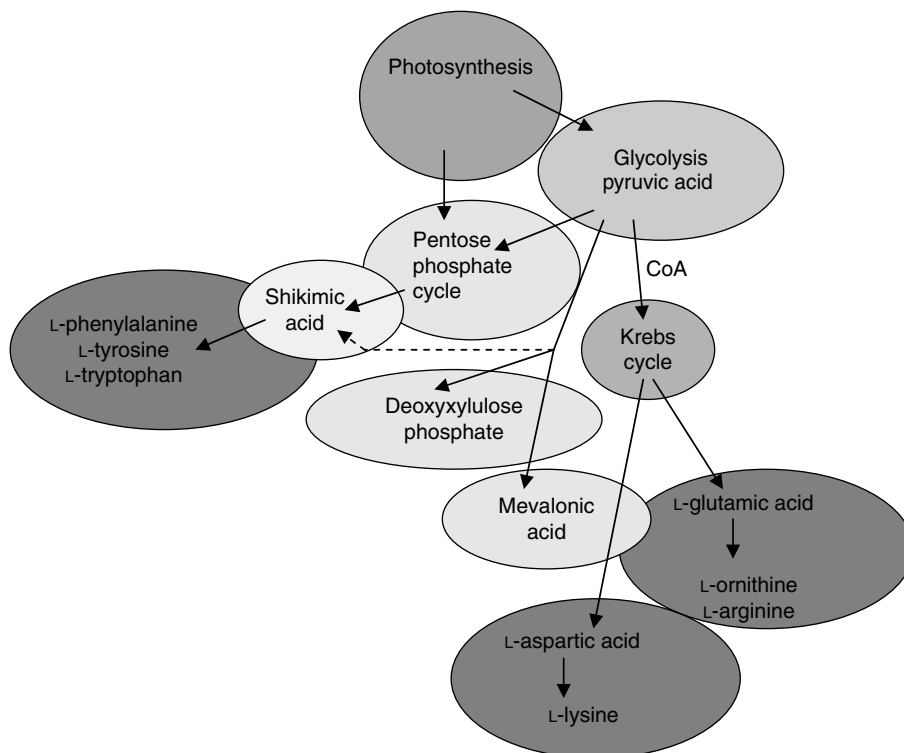 Photosynthesis
Glycolysis
pyruvic acid
Pentose
phosphate
cycle
CoA
Shikimic
acid
L-phenylalanine
L-tyrosine
L-tryptophan
Krebs
cycle
Deoxyxylulose
phosphate
Mevalonic
acid
L-glutamic acid
L-ornithine
L-arginine
L-aspartic acid
L-lysine